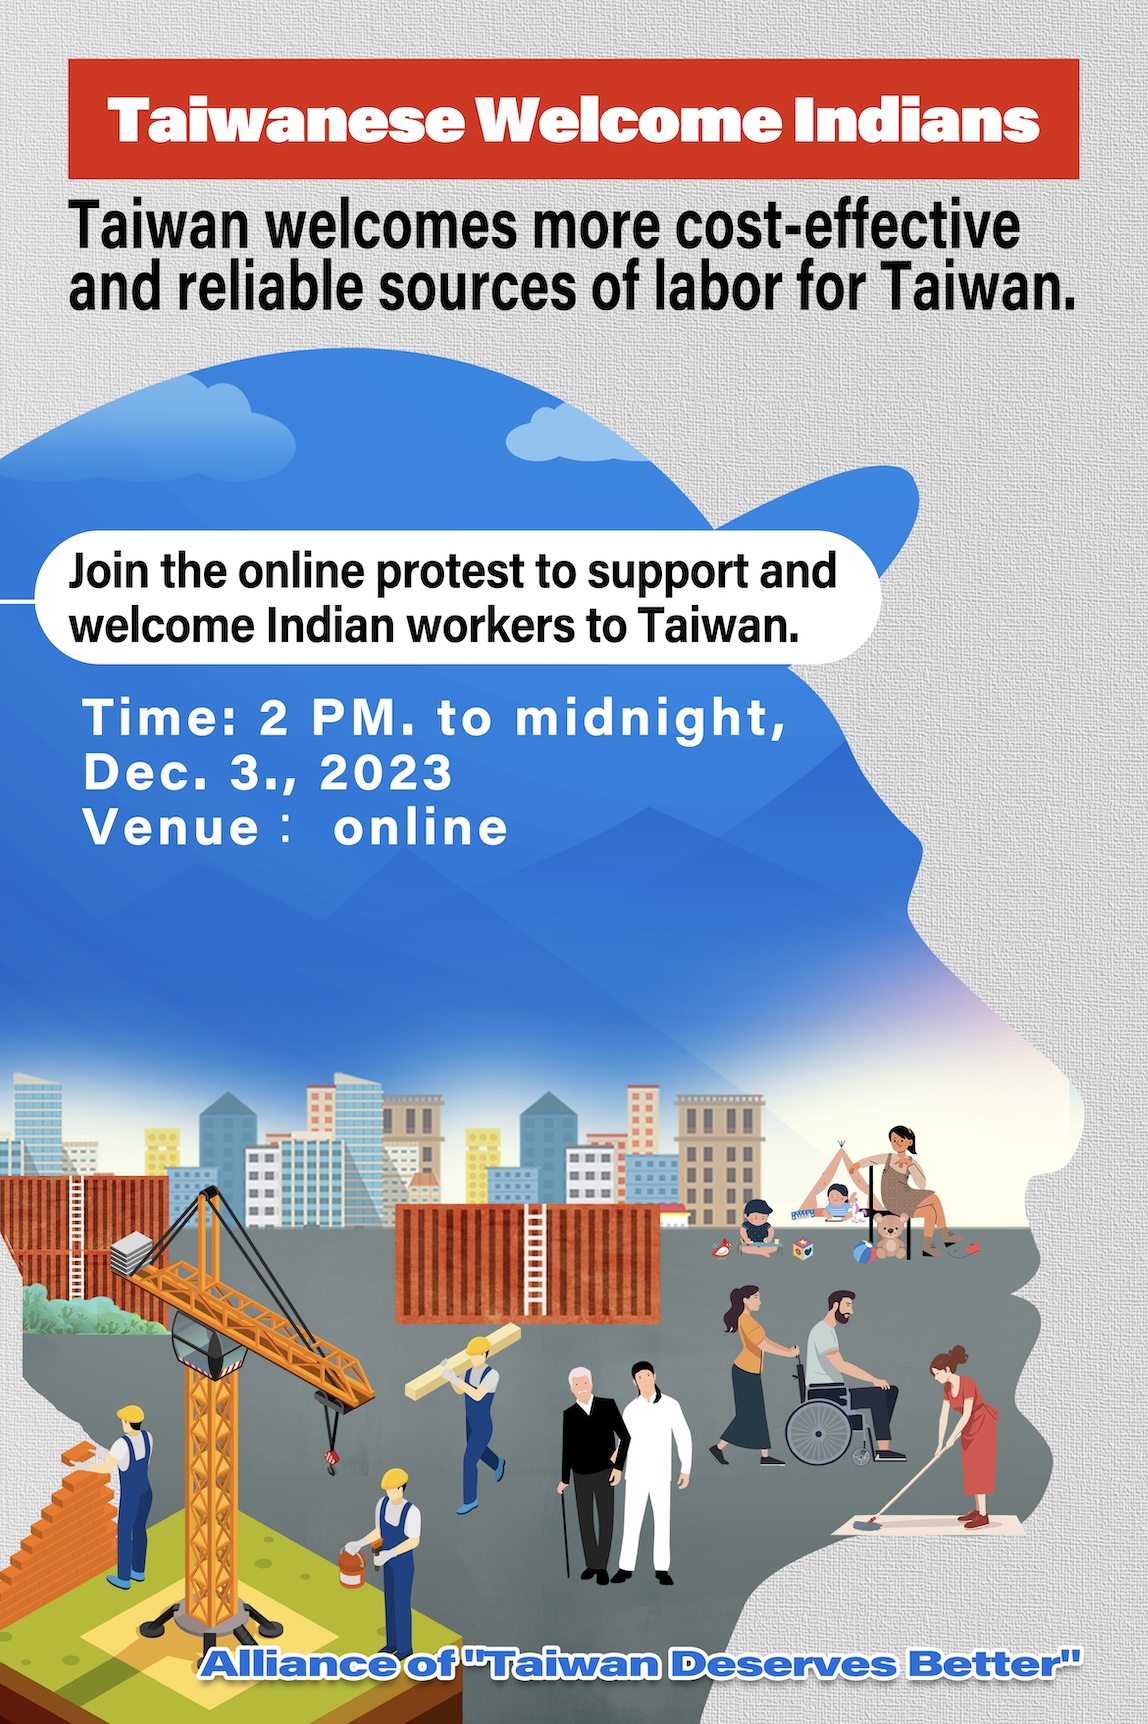 Taiwanese Welcome Indians
Taiwan welcomes more cost-effective
and reliable sources of labor for Taiwan.
Join the online protest to support and
welcome Indian workers to Taiwan.
Time: 2 PM. to midnight,
Dec. 3., 2023
Venue： online
Alliance of "Taiwan Deserves Better"